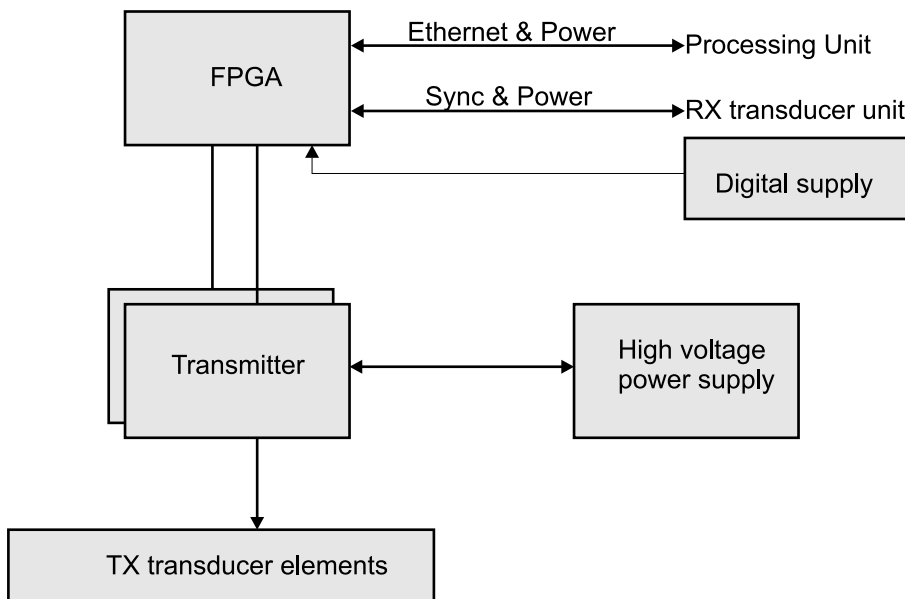 Ethernet & Power
Processing Unit
FPGA
Sync & Power
RX transducer unit
Digital supply
Transmitter
High voltage
power supply
TX transducer elements